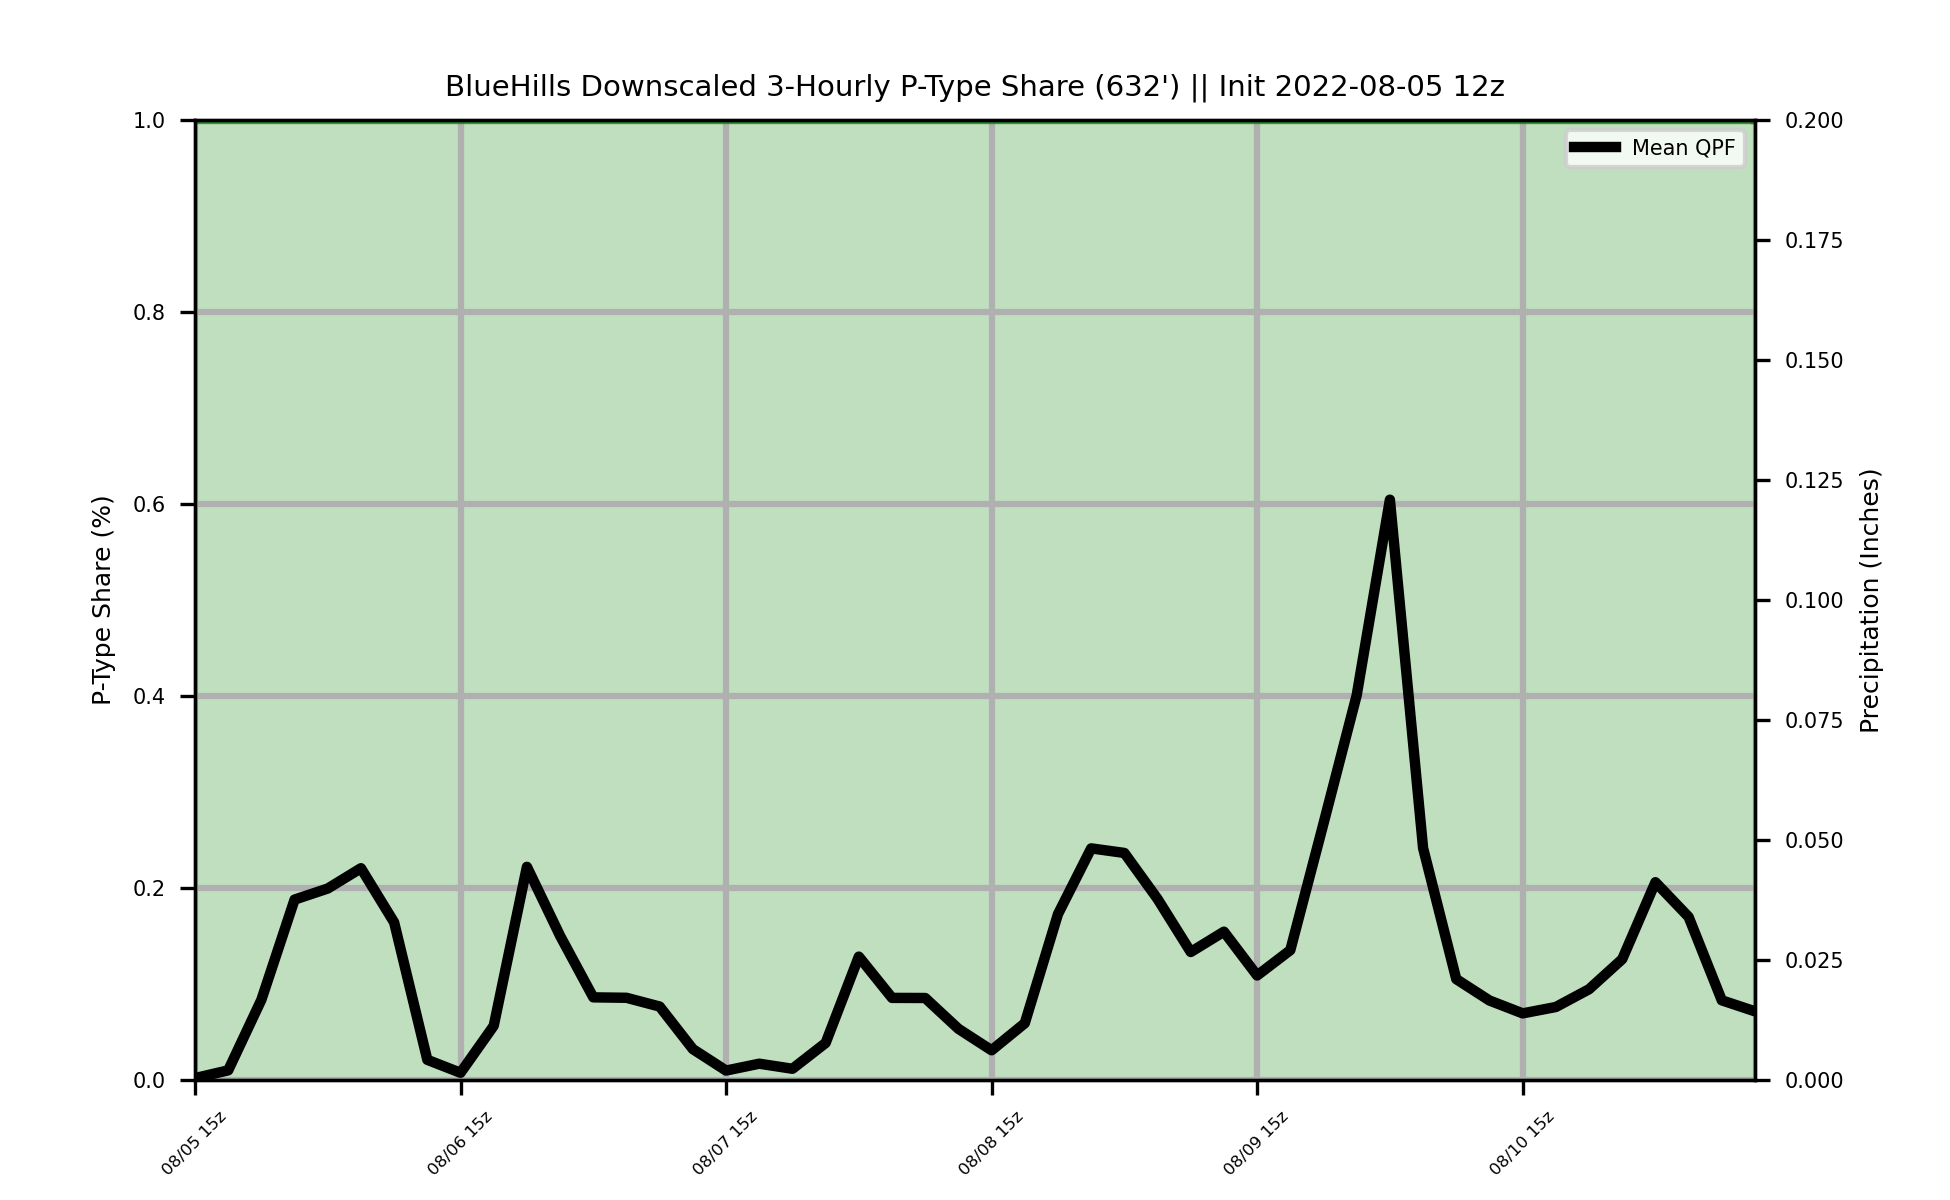 BlueHills Downscaled 3-Hourly P-Type Share (632') || Init 2022-08-05 12z
Mean QPF
P-Type Share (%)
1.0
0.8
0.6
0.4
0.2
0.0
0.200
0.175
0.150
0.125
0.100
0.075
0.050
0.025
0.000
Precipitation (Inches)
08/05 15z
08/06 15z
08/07 15z
08/08 15z
08/09 15z
08/10 15z